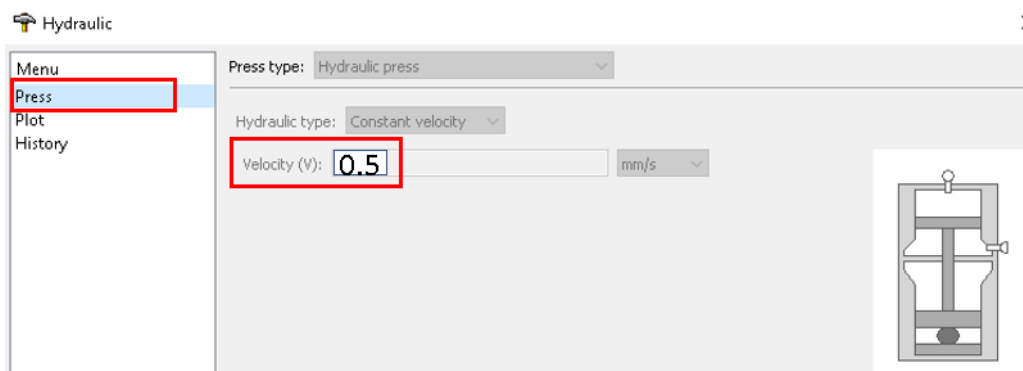 Hydraulic
Menu
Press
Plot
History
Press type: Hydraulic press
Hydraulic type: Constant velocity
Velocity (V): 0.5 mm/s